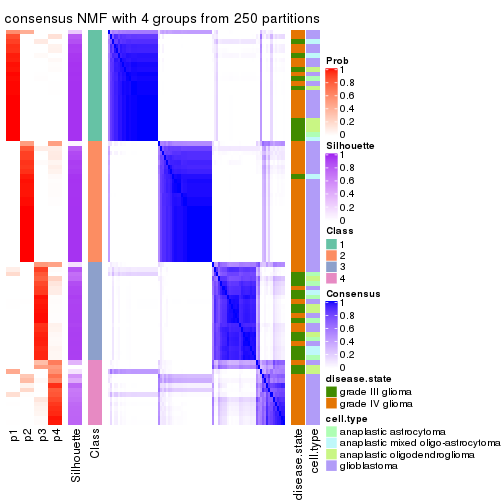 consensus NMF with 4 groups from 250 partitions
Prob
1
0.8
0.6
0.4
0.2
0
Silhouette
1
0.8
0.6
0.4
0.2
0
Class
1
2
3
4
Consensus
1
0.8
0.6
0.4
0.2
0
disease.state
grade III glioma
grade IV glioma
cell.type
anaplastic astrocytoma
anaplastic mixed oligo-astrocytoma
anaplastic oligodendroglioma
glioblastoma
p1
p2
p3
p4
Silhouette
Class
disease.state
cell.type